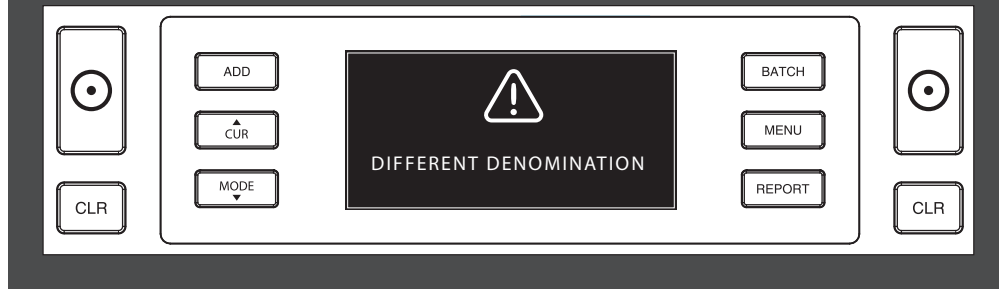 ADD
BATCH
CUR
MENU
DIFFERENT DENOMINATION
MODE
REPORT
CLR
CLR